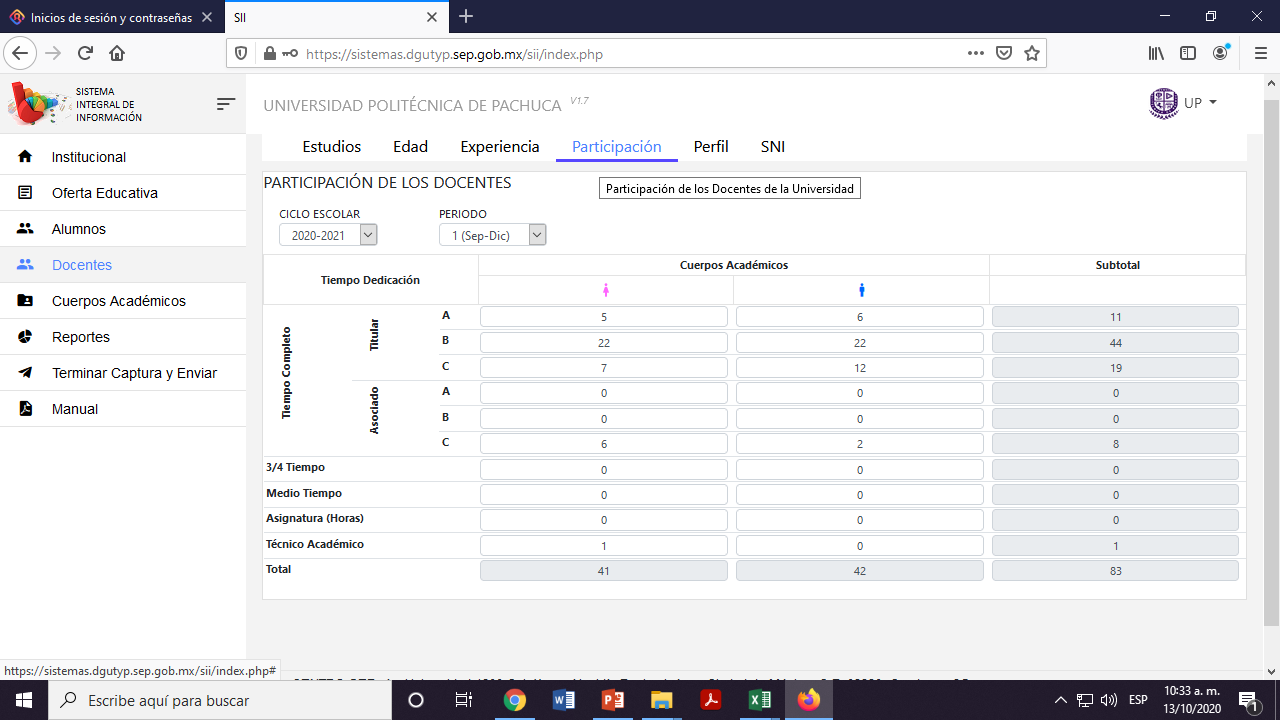 Inicios de sesión y contraseñas
SII
https://sistemas.dgutyp.sep.gob.mx/sii/index.php
SISTEMA
INTEGRAL DE
INFORMACIÓN
UNIVERSIDAD POLITÉCNICA DE PACHUCA V1.7
UP
Institucional
Oferta Educativa
Alumnos
Docentes
Cuerpos Académicos
Reportes
Terminar Captura y Enviar
Manual
Estudios Edad Experiencia Participación Perfil SNI
PARTICIPACIÓN DE LOS DOCENTES
Participación de los Docentes de la Universidad
CICLO ESCOLAR PERIODO
2020-2021 1 (Sep-Dic)
Tiempo Dedicación Cuerpos Académicos Subtotal
Tiempo Completo
Titular
A 5 6 11
B 22 22 44
C 7 12 19
Asociado
A 0 0 0
B 0 0 0
C 6 2 8
3/4 Tiempo 0 0 0
Medio Tiempo 0 0 0
Asignatura (Horas) 0 0 0
Técnico Académico 1 0 1
Total 41 42 83
https://sistemas.dgutyp.sep.gob.mx/sii/index.php#
Escribe aquí para buscar
ESP
10:33 a. m.
13/10/2020
1